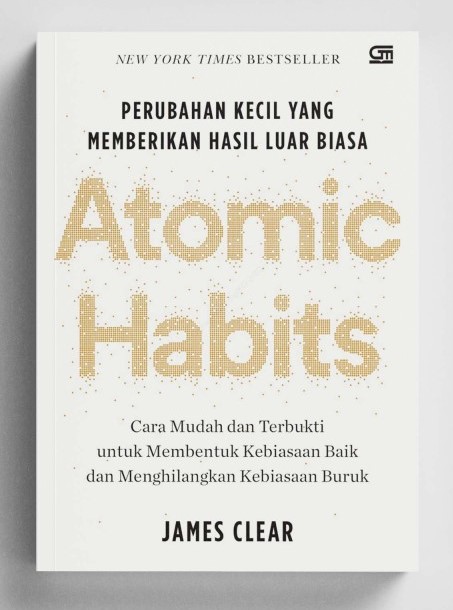 NEW YORK TIMES BESTSELLER
GM
PERUBAHAN KECIL YANG
MEMBERIKAN HASIL LUAR BIASA
Atomic
Habits
Cara Mudah dan Terbukti
untuk Membentuk Kebiasaan Baik
dan Menghilangkan Kebiasaan Buruk
JAMES CLEAR